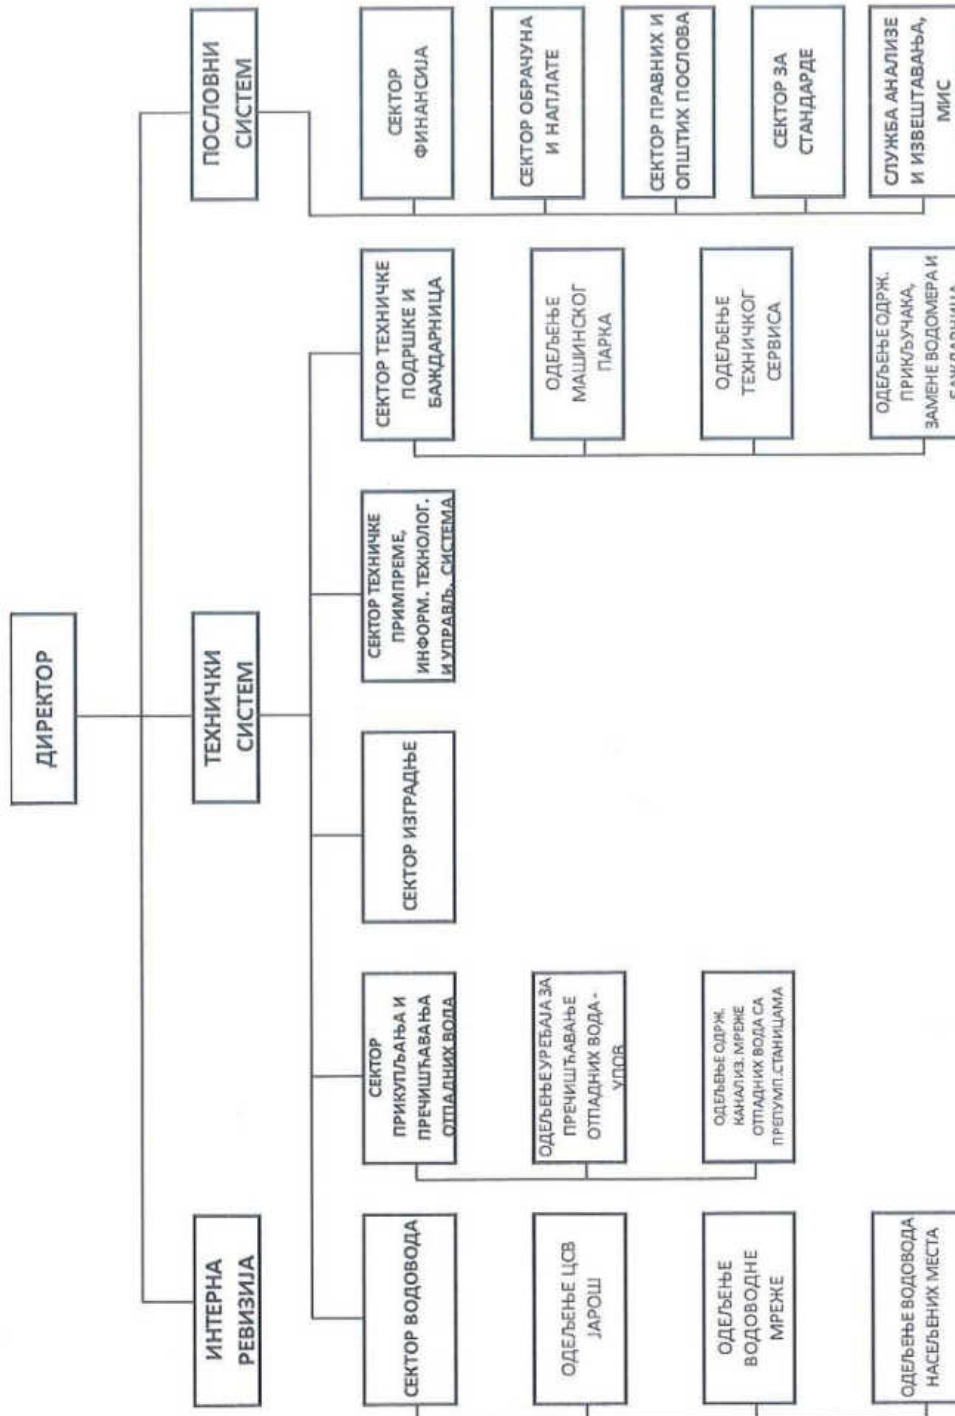 ДИРЕКТОР
ИНТЕРНА
РЕВИЗИЈА
ТЕХНИЧКИ
СИСТЕМ
ПОСЛОВНИ
СИСТЕМ
СЕКТОР ВОДОВОДА
ОДЕЉЕЊЕ ЦСВ
ЈАРОШ
ОДЕЉЕЊЕ
ВОДОВОДНЕ
МРЕЖЕ
ОДЕЉЕЊЕ ВОДОВОДА
НАСЕЉЕНИХ МЕСТА
СЕКТОР
ПРИКУПЉАЊА И
ПРЕЧИШЋАВАЊА
ОТПАДНИХ ВОДА
ОДЕЉЕЊЕ УРЕЂАЈА ЗА
ПРЕЧИШЋАВАЊЕ
ОТПАДНИХ ВОДА -
УПОВ
ОДЕЉЕЊЕ ОДРЖ.
КАНАЛИЗ. МРЕЖЕ
ОТПАДНИХ ВОДА СА
ПРЕПУМП.СТАНИЦАМА
СЕКТОР ИЗГРАДЊЕ
СЕКТОР ТЕХНИЧКЕ
ПРИМПРЕМЕ,
ИНФОРМ. ТЕХНОЛОГ.
И УПРАВЉ. СИСТЕМА
СЕКТОР ТЕХНИЧКЕ
ПОДРШКЕ И
БАЖДАРНИЦА
ОДЕЉЕЊЕ
МАШИНСКОГ
ПАРКА
ОДЕЉЕЊЕ
ТЕХНИЧКОГ
СЕРВИСА
ОДЕЉЕЊЕ ОДРЖ.
ПРИКЉУЧАКА,
ЗАМЕНЕ ВОДОМЕРА И
БАЖДАРНИЦА
СЕКТОР
ФИНАНСИЈА
СЕКТОР ОБРАЧУНА
И НАПЛАТЕ
СЕКТОР ПРАВНИХ И
ОПШТИХ ПОСЛОВА
СЕКТОР ЗА
СТАНДАРДЕ
СЛУЖБА АНАЛИЗЕ
И ИЗВЕШТАВАЊА,
МИС